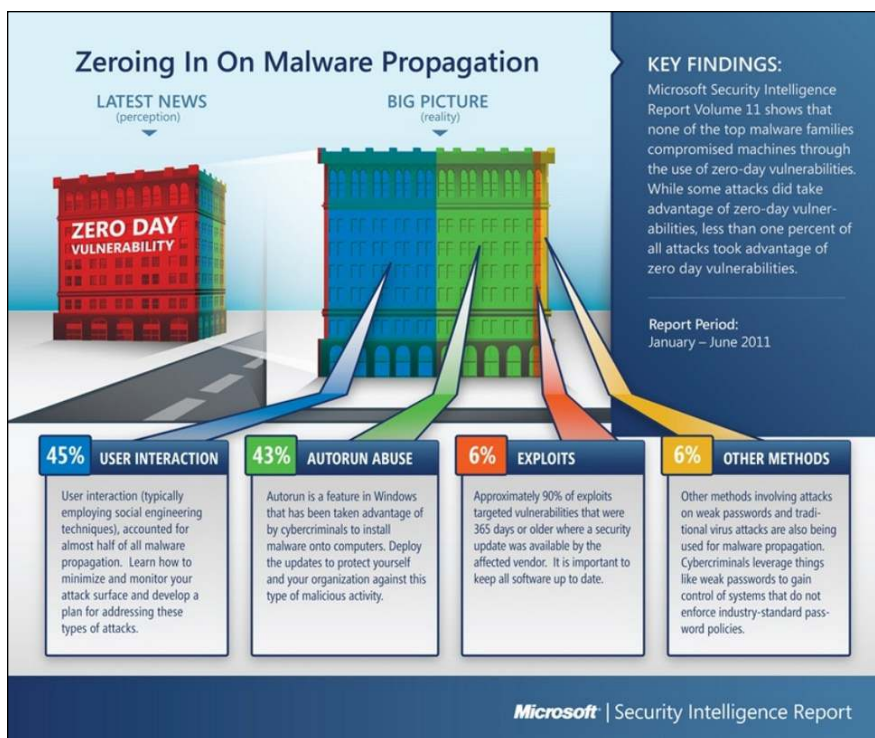 Zeroing In On Malware Propagation
LATEST NEWS
(perception)
BIG PICTURE
(reality)
ZERO DAY
VULNERABILITY
KEY FINDINGS:
Microsoft Security Intelligence
Report Volume 11 shows that
none of the top malware families
compromised machines through
the use of zero-day vulnerabilities.
While some attacks did take
advantage of zero-day vulner-
abilities, less than one percent of
all attacks took advantage of
zero day vulnerabilities.
Report Period:
January – June 2011
45% USER INTERACTION
User interaction (typically
employing social engineering
techniques), accounted for
almost half of all malware
propagation. Learn how to
minimize and monitor your
attack surface and develop a
plan for addressing these
types of attacks.
43% AUTORUN ABUSE
Autorun is a feature in Windows
that has been taken advantage of
by cybercriminals to install
malware onto computers. Deploy
the updates to protect yourself
and your organization against this
type of malicious activity.
6% EXPLOITS
Approximately 90% of exploits
targeted vulnerabilities that were
365 days or older where a security
update was available by the
affected vendor. It is important to
keep all software up to date.
6% OTHER METHODS
Other methods involving attacks
on weak passwords and tradi-
tional virus attacks are also being
used for malware propagation.
Cybercriminals leverage things
like weak passwords to gain
control of systems that do not
enforce industry-standard pass-
word policies.
Microsoft | Security Intelligence Report